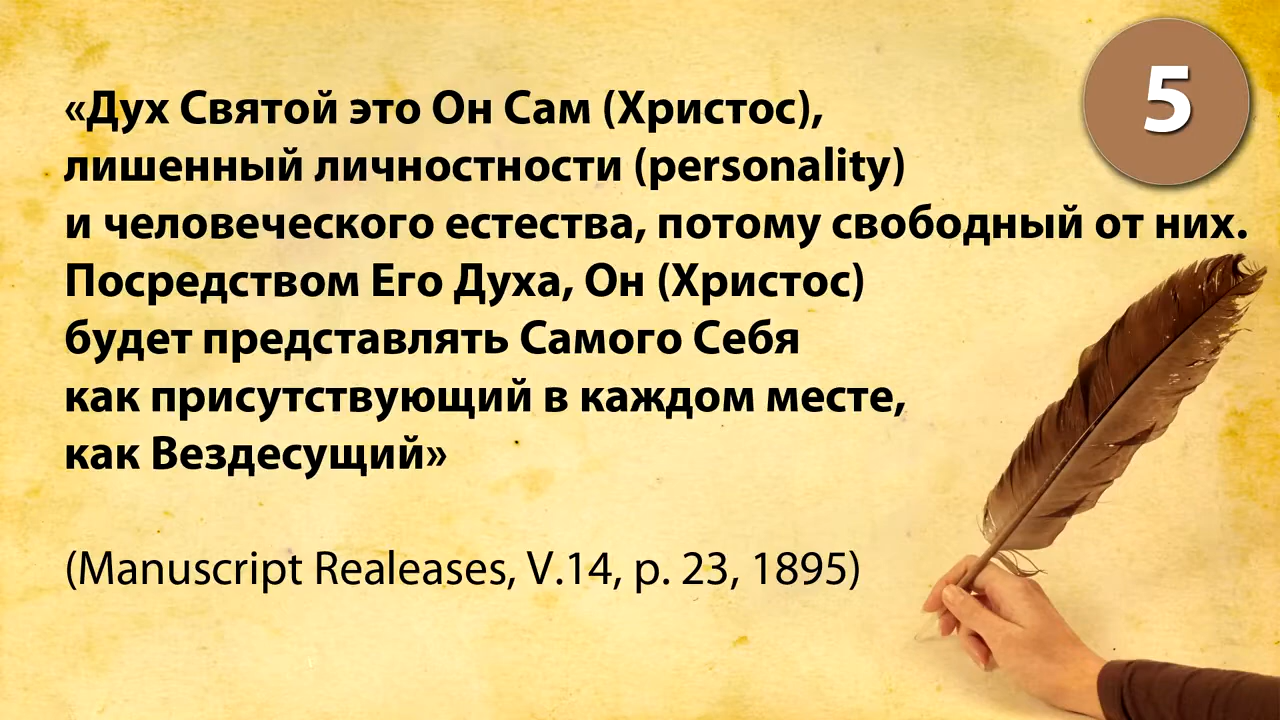 5
«Дух Святой это Он Сам (Христос),
лишенный личностности (personality)
и человеческого естества, потому свободный от них.
Посредством Его Духа, Он (Христос)
будет представлять Самого Себя
как присутствующий в каждом месте,
как Вездесущий»
(Manuscript Realeases, V.14, p. 23, 1895)